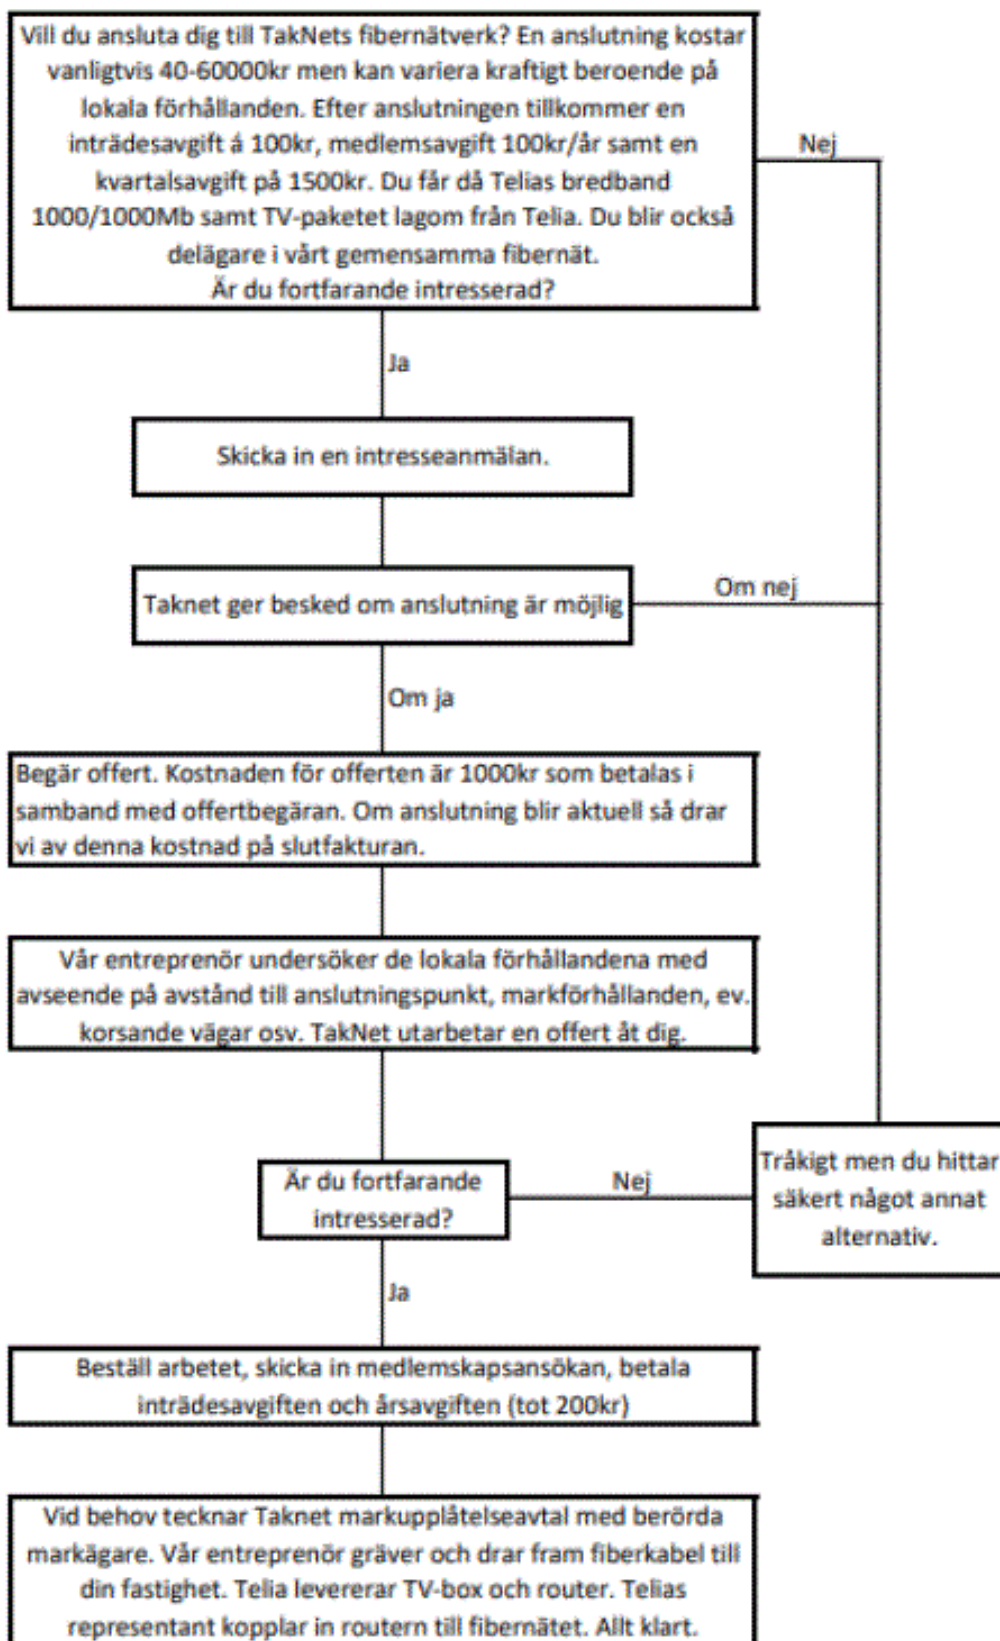 Vill du ansluta dig till TakNets fibernätverk? En anslutning kostar
vanligtvis 40-60000kr men kan variera kraftigt beroende på
lokala förhållanden. Efter anslutningen tillkommer en
inträdesavgift á 100kr, medlemsavgift 100kr/år samt en
kvartalsavgift på 1500kr. Du får då Telias bredband
1000/1000Mb samt TV-paketet lagom från Telia. Du blir också
delägare i vårt gemensamma fibernät.
Är du fortfarande intresserad?
Nej
Ja
Skicka in en intresseanmälan.
Taknet ger besked om anslutning är möjlig
Om nej
Om ja
Begär offert. Kostnaden för offerten är 1000kr som betalas i
samband med offertbegäran. Om anslutning blir aktuell så drar
vi av denna kostnad på slutfakturan.
Vår entreprenör undersöker de lokala förhållandena med
avseende på avstånd till anslutningspunkt, markförhållanden, ev.
korsande vägar osv. TakNet utarbetar en offert åt dig.
Är du fortfarande
intresserad?
Nej
Tråkigt men du hittar
säkert något annat
alternativ.
Ja
Beställ arbetet, skicka in medlemskapsansökan, betala
inträdesavgiften och årsavgiften (tot 200kr)
Vid behov tecknar Taknet markupplåtelseavtal med berörda
markägare. Vår entreprenör gräver och drar fram fiberkabel till
din fastighet. Telia levererar TV-box och router. Telias
representant kopplar in routern till fibernätet. Allt klart.